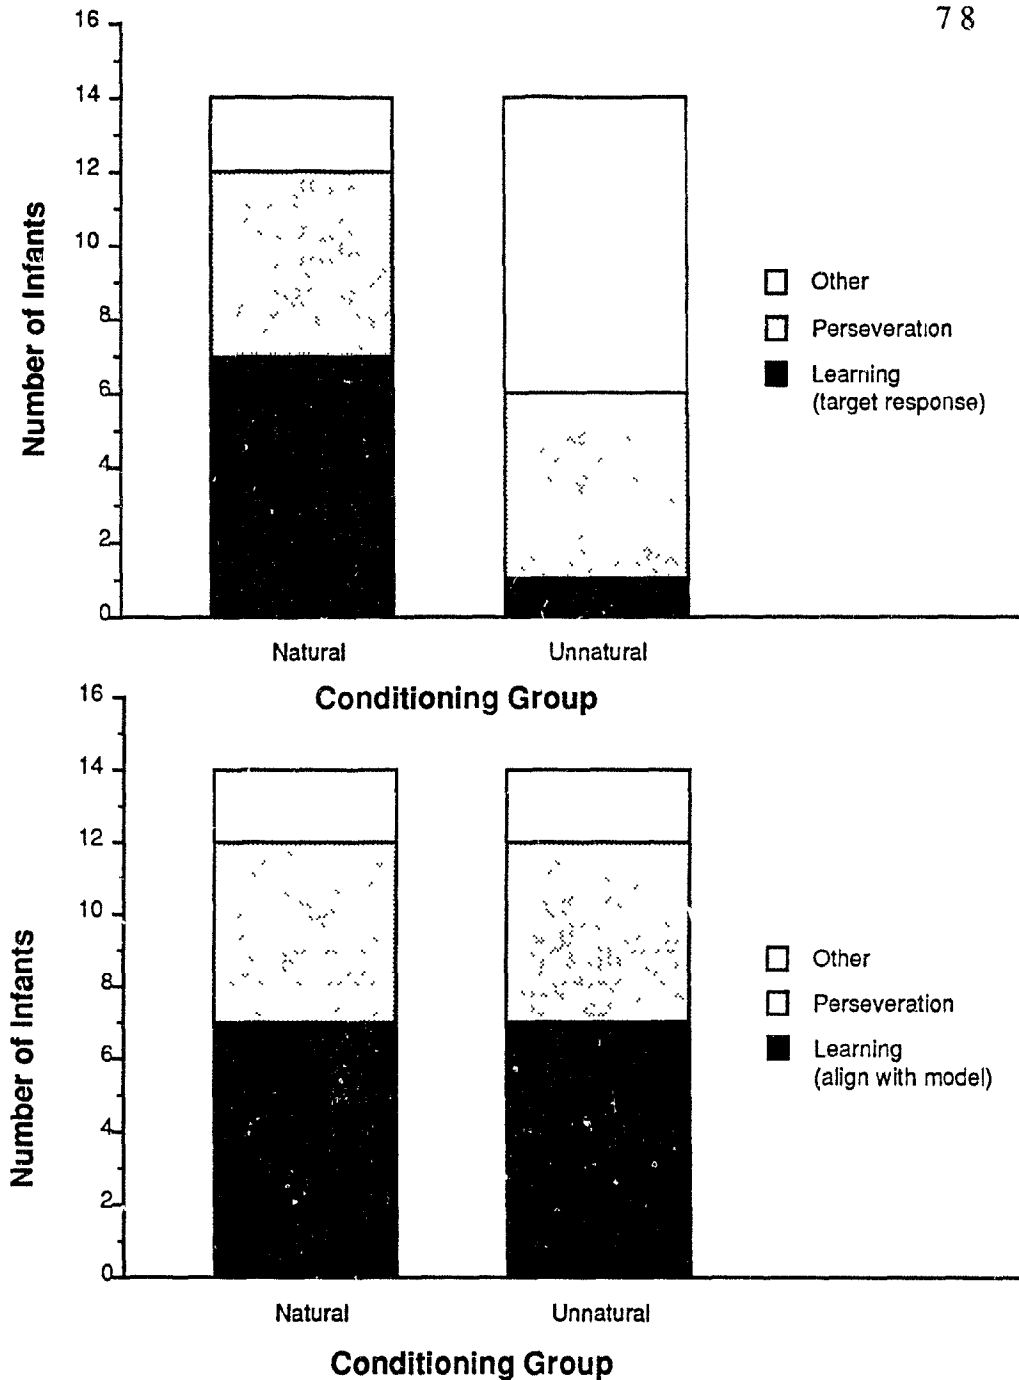 78
16
14
12
10
8
6
4
2
0
Number of Infants
Natural
Unnatural
Conditioning Group
Other
Perseveration
Learning
(target response)
16
14
12
10
8
6
4
2
0
Number of Infants
Natural
Unnatural
Conditioning Group
Other
Perseveration
Learning
(align with model)